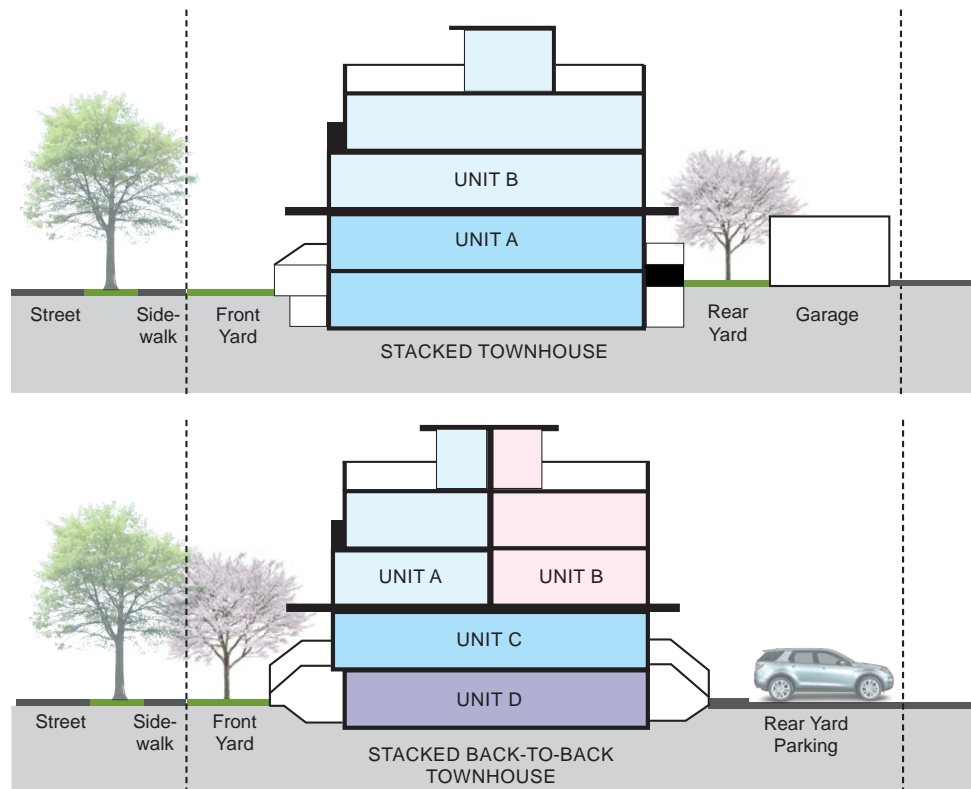 UNIT B
UNIT A
Street
Side-
walk
Front
Yard
Rear
Yard
Garage
STACKED TOWNHOUSE
UNIT A
UNIT B
UNIT C
UNIT D
Street
Side-
walk
Front
Yard
Rear Yard
Parking
STACKED BACK-TO-BACK
TOWNHOUSE